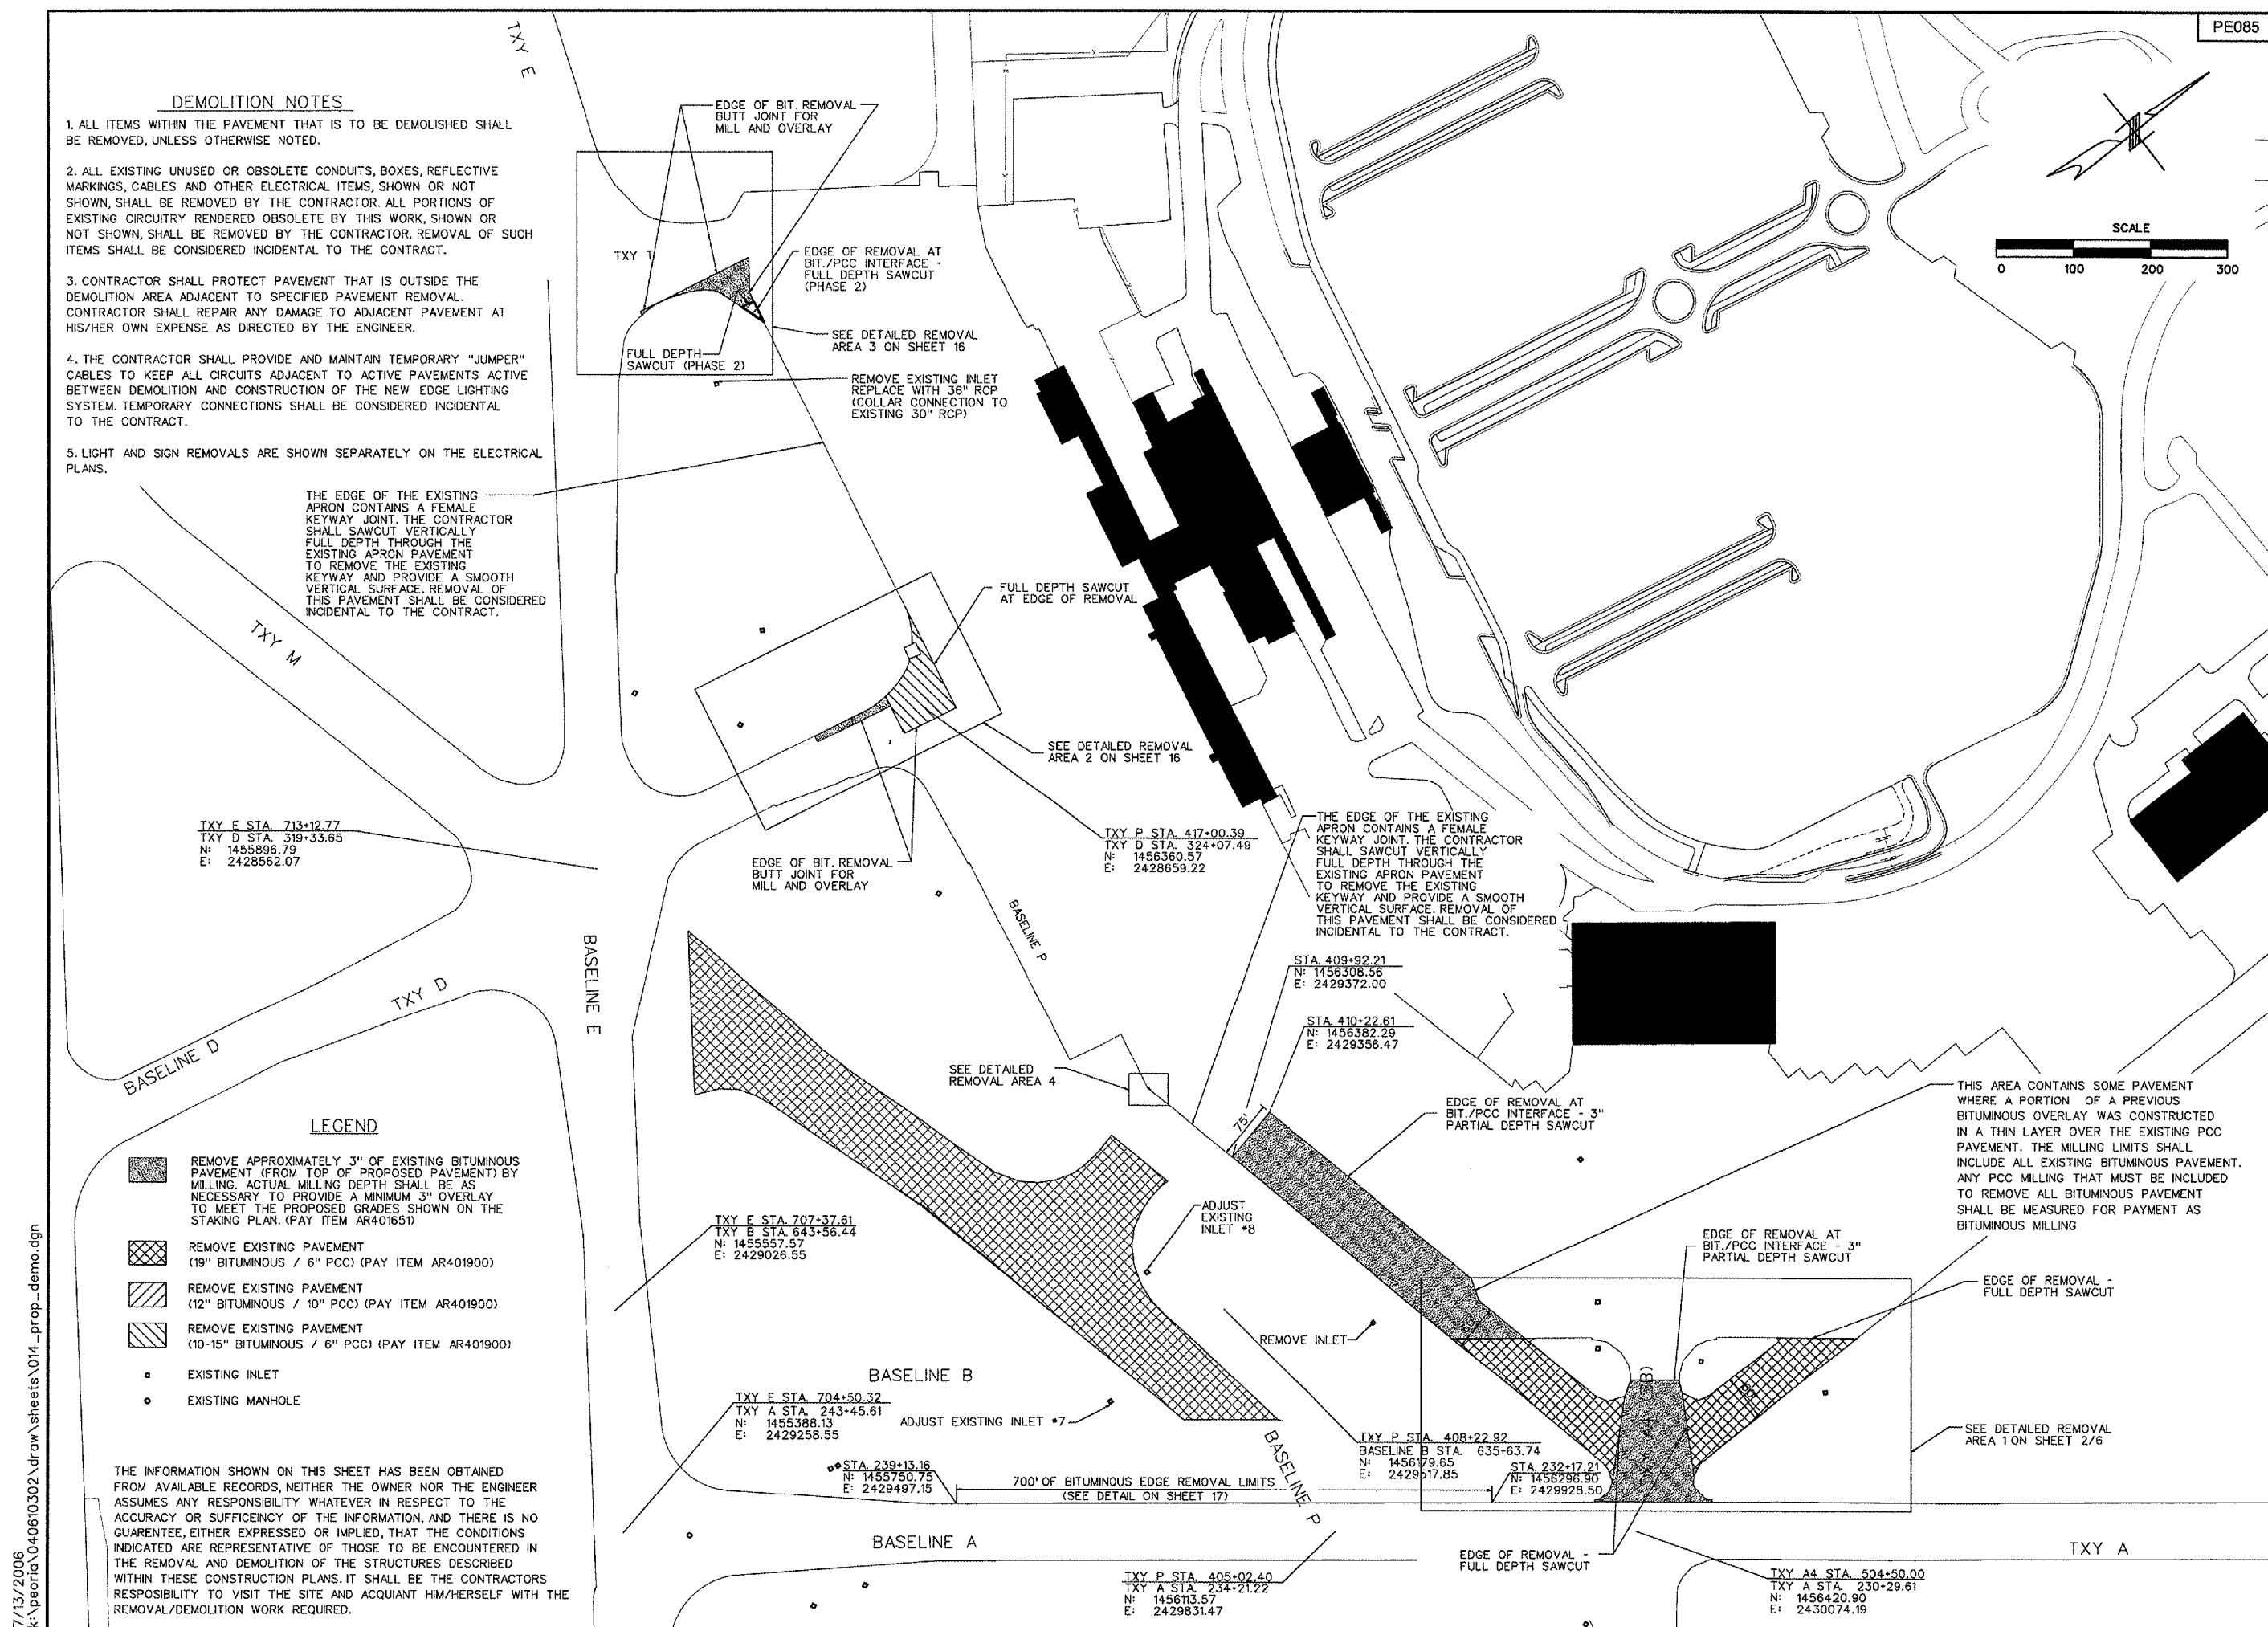 PE085
TXY E
DEMOLITION NOTES
1. ALL ITEMS WITHIN THE PAVEMENT THAT IS TO BE DEMOLISHED SHALL
BE REMOVED, UNLESS OTHERWISE NOTED.
2. ALL EXISTING UNUSED OR OBSOLETE CONDUITS, BOXES, REFLECTIVE
MARKINGS, CABLES AND OTHER ELECTRICAL ITEMS, SHOWN OR NOT
SHOWN, SHALL BE REMOVED BY THE CONTRACTOR. ALL PORTIONS OF
EXISTING CIRCUITRY RENDERED OBSOLETE BY THIS WORK, SHOWN OR
NOT SHOWN, SHALL BE REMOVED BY THE CONTRACTOR. REMOVAL OF SUCH
ITEMS SHALL BE CONSIDERED INCIDENTAL TO THE CONTRACT.
3. CONTRACTOR SHALL PROTECT PAVEMENT THAT IS OUTSIDE THE
DEMOLITION AREA ADJACENT TO SPECIFIED PAVEMENT REMOVAL.
CONTRACTOR SHALL REPAIR ANY DAMAGE TO ADJACENT PAVEMENT AT
HIS/HER OWN EXPENSE AS DIRECTED BY THE ENGINEER.
4. THE CONTRACTOR SHALL PROVIDE AND MAINTAIN TEMPORARY "JUMPER"
CABLES TO KEEP ALL CIRCUITS ADJACENT TO ACTIVE PAVEMENTS ACTIVE
BETWEEN DEMOLITION AND CONSTRUCTION OF THE NEW EDGE LIGHTING
SYSTEM. TEMPORARY CONNECTIONS SHALL BE CONSIDERED INCIDENTAL
TO THE CONTRACT.
5. LIGHT AND SIGN REMOVALS ARE SHOWN SEPARATELY ON THE ELECTRICAL
PLANS.
EDGE OF BIT. REMOVAL
BUTT JOINT FOR
MILL AND OVERLAY
TXY T
EDGE OF REMOVAL AT
BIT./PCC INTERFACE -
FULL DEPTH SAWCUT
(PHASE 2)
SEE DETAILED REMOVAL
AREA 3 ON SHEET 16
FULL DEPTH
SAWCUT (PHASE 2)
REMOVE EXISTING INLET
REPLACE WITH 36" RCP
(COLLAR CONNECTION TO
EXISTING 30" RCP)
SCALE
0 100 200 300
THE EDGE OF THE EXISTING
APRON CONTAINS A FEMALE
KEYWAY JOINT. THE CONTRACTOR
SHALL SAWCUT VERTICALLY
FULL DEPTH THROUGH THE
EXISTING APRON PAVEMENT
TO REMOVE THE EXISTING
KEYWAY AND PROVIDE A SMOOTH
VERTICAL SURFACE. REMOVAL OF
THIS PAVEMENT SHALL BE CONSIDERED
INCIDENTAL TO THE CONTRACT.
TXY M
FULL DEPTH SAWCUT
AT EDGE OF REMOVAL
SEE DETAILED REMOVAL
AREA 2 ON SHEET 16
TXY E STA. 713+12.77
TXY D STA. 319+33.65
N: 1455896.79
E: 2428562.07
EDGE OF BIT. REMOVAL
BUTT JOINT FOR
MILL AND OVERLAY
TXY P STA. 417+00.39
TXY D STA. 324+07.49
N: 1456360.57
E: 2428659.22
THE EDGE OF THE EXISTING
APRON CONTAINS A FEMALE
KEYWAY JOINT. THE CONTRACTOR
SHALL SAWCUT VERTICALLY
FULL DEPTH THROUGH THE
EXISTING APRON PAVEMENT
TO REMOVE THE EXISTING
KEYWAY AND PROVIDE A SMOOTH
VERTICAL SURFACE. REMOVAL OF
THIS PAVEMENT SHALL BE CONSIDERED
INCIDENTAL TO THE CONTRACT.
BASELINE P
BASELINE E
TXY D
BASELINE D
STA. 409+92.21
N: 1456308.56
E: 2429372.00
STA. 410+22.61
N: 1456382.29
E: 2429356.47
SEE DETAILED
REMOVAL AREA 4
75'
EDGE OF REMOVAL AT
BIT./PCC INTERFACE - 3"
PARTIAL DEPTH SAWCUT
THIS AREA CONTAINS SOME PAVEMENT
WHERE A PORTION OF A PREVIOUS
BITUMINOUS OVERLAY WAS CONSTRUCTED
IN A THIN LAYER OVER THE EXISTING PCC
PAVEMENT. THE MILLING LIMITS SHALL
INCLUDE ALL EXISTING BITUMINOUS PAVEMENT.
ANY PCC MILLING THAT MUST BE INCLUDED
TO REMOVE ALL BITUMINOUS PAVEMENT
SHALL BE MEASURED FOR PAYMENT AS
BITUMINOUS MILLING
LEGEND
REMOVE APPROXIMATELY 3" OF EXISTING BITUMINOUS
PAVEMENT (FROM TOP OF PROPOSED PAVEMENT) BY
MILLING. ACTUAL MILLING DEPTH SHALL BE AS
NECESSARY TO PROVIDE A MINIMUM 3" OVERLAY
TO MEET THE PROPOSED GRADES SHOWN ON THE
STAKING PLAN. (PAY ITEM AR401651)
REMOVE EXISTING PAVEMENT
(19" BITUMINOUS / 6" PCC) (PAY ITEM AR401900)
REMOVE EXISTING PAVEMENT
(12" BITUMINOUS / 10" PCC) (PAY ITEM AR401900)
REMOVE EXISTING PAVEMENT
(10-15" BITUMINOUS / 6" PCC) (PAY ITEM AR401900)
EXISTING INLET
EXISTING MANHOLE
ADJUST
EXISTING
INLET *8
TXY E STA. 707+37.61
TXY B STA. 643+56.44
N: 1455557.57
E: 2429026.55
EDGE OF REMOVAL AT
BIT./PCC INTERFACE - 3"
PARTIAL DEPTH SAWCUT
EDGE OF REMOVAL -
FULL DEPTH SAWCUT
REMOVE INLET
BASELINE B
TXY E STA. 704+50.32
TXY A STA. 243+45.61
N: 1455388.13
E: 2429258.55
ADJUST EXISTING INLET *7
BASELINE P
TXY P STA. 408+22.92
BASELINE B STA. 635+63.74
N: 1456179.65
E: 2429517.85
SEE DETAILED REMOVAL
AREA 1 ON SHEET 2/6
STA. 239+13.16
N: 1455750.75
E: 2429497.15
700' OF BITUMINOUS EDGE REMOVAL LIMITS
(SEE DETAIL ON SHEET 17)
STA. 232+17.21
N: 1456296.90
E: 2429928.50
THE INFORMATION SHOWN ON THIS SHEET HAS BEEN OBTAINED
FROM AVAILABLE RECORDS, NEITHER THE OWNER NOR THE ENGINEER
ASSUMES ANY RESPONSIBILITY WHATEVER IN RESPECT TO THE
ACCURACY OR SUFFICEINCY OF THE INFORMATION, AND THERE IS NO
GUARENTEE, EITHER EXPRESSED OR IMPLIED, THAT THE CONDITIONS
INDICATED ARE REPRESENTATIVE OF THOSE TO BE ENCOUNTERED IN
THE REMOVAL AND DEMOLITION OF THE STRUCTURES DESCRIBED
WITHIN THESE CONSTRUCTION PLANS. IT SHALL BE THE CONTRACTORS
RESPOSIBILITY TO VISIT THE SITE AND ACQUIANT HIM/HERSELF WITH THE
REMOVAL/DEMOLITION WORK REQUIRED.
BASELINE A
EDGE OF REMOVAL -
FULL DEPTH SAWCUT
TXY A
TXY P STA. 405+02.40
TXY A STA. 234+21.22
N: 1456113.57
E: 2429831.47
TXY A4 STA. 504+50.00
TXY A STA. 230+29.61
N: 1456420.90
E: 2430074.19
7/13/2006
k:\peoria\040610302\draw\sheets\014_prop_demo.dgn